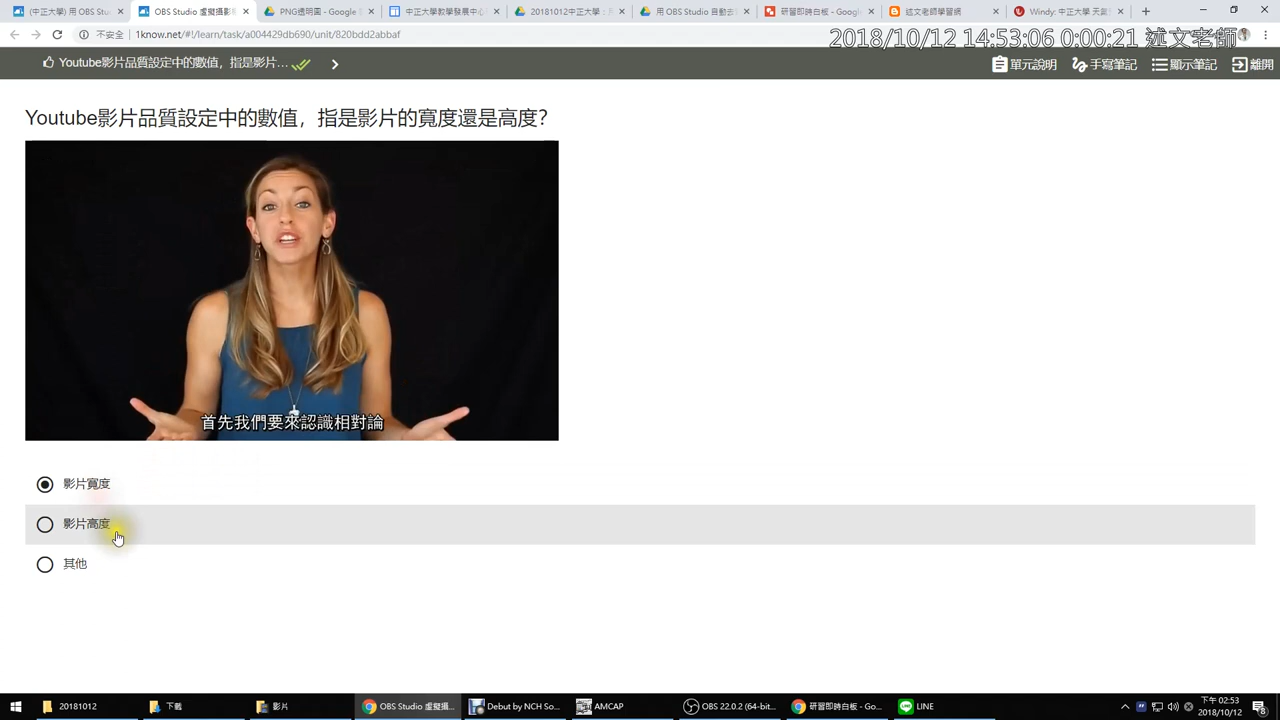 (中正大學) 用 OBS Stu
OBS Studio 虛擬攝影
PNG透明圖 - Google
中正大學教學發展中心
20181012中正大學：
用 OBS Studio 自動
研習即時白板 - Go
述文老師學習網
Windy: 中正大學 天氣
不安全 | 1know.net/#!/learn/task/a004429db690/unit/820bdd2abbaf
2018/10/12 14:53:06 0:00:21 述文老師
Youtube影片品質設定中的數值，指是影片...
單元說明
手寫筆記
顯示筆記
離開
Youtube影片品質設定中的數值，指是影片的寬度還是高度?
首先我們要來認識相對論
影片寬度
影片高度
其他
20181012
下載
影片
OBS Studio 虛擬攝...
Debut by NCH So...
AMCAP
OBS 22.0.2 (64-bit...
研習即時白板 - Go...
LINE
下午 02:53
2018/10/12
8